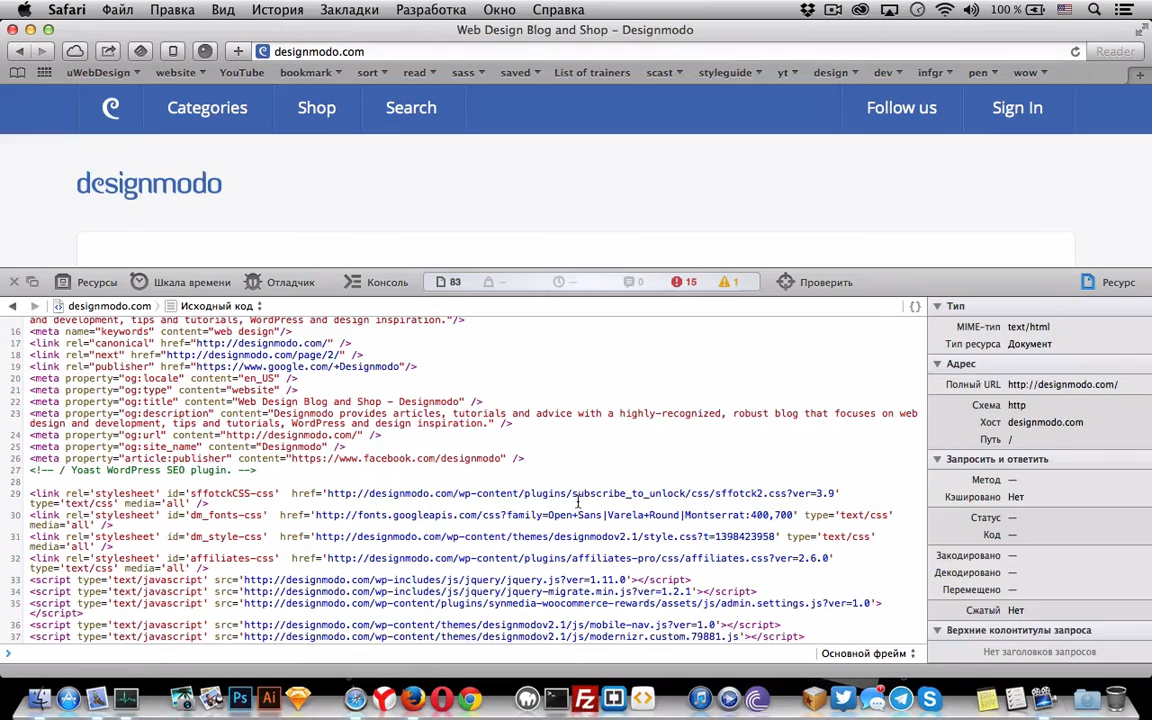 Safari Файл Правка Вид История Закладки Разработка Окно Справка 100 %
Web Design Blog and Shop – Designmodo
designmodo.com Reader
uWebDesign website YouTube bookmark sort read sass saved List of trainers scast styleguide yt design dev infgr pen wow
Categories Shop Search Follow us Sign In
designmodo
Ресурсы Шкала времени Отладчик Консоль 83 — — 0 15 1 Проверить Ресурс
designmodo.com Исходный код {}
and development, tips and tutorials, WordPress and design inspiration."/>
16 <meta name="keywords" content="web design"/>
17 <link rel="canonical" href="http://designmodo.com/" />
18 <link rel="next" href="http://designmodo.com/page/2/" />
19 <link rel="publisher" href="https://www.google.com/+Designmodo"/>
20 <meta property="og:locale" content="en_US" />
21 <meta property="og:type" content="website" />
22 <meta property="og:title" content="Web Design Blog and Shop - Designmodo" />
23 <meta property="og:description" content="Designmodo provides articles, tutorials and advice with a highly-recognized, robust blog that focuses on web
design and development, tips and tutorials, WordPress and design inspiration." />
24 <meta property="og:url" content="http://designmodo.com/" />
25 <meta property="og:site_name" content="Designmodo" />
26 <meta property="article:publisher" content="https://www.facebook.com/designmodo" />
27 <!-- / Yoast WordPress SEO plugin. -->
28
29 <link rel='stylesheet' id='sffotckCSS-css' href='http://designmodo.com/wp-content/plugins/subscribe_to_unlock/css/sffotck2.css?ver=3.9'
type='text/css' media='all' />
30 <link rel='stylesheet' id='dm_fonts-css' href='http://fonts.googleapis.com/css?family=Open+Sans|Varela+Round|Montserrat:400,700' type='text/css'
media='all' />
31 <link rel='stylesheet' id='dm_style-css' href='http://designmodo.com/wp-content/themes/designmodov2.1/style.css?t=1398423958' type='text/css'
media='all' />
32 <link rel='stylesheet' id='affiliates-css' href='http://designmodo.com/wp-content/plugins/affiliates-pro/css/affiliates.css?ver=2.6.0'
type='text/css' media='all' />
33 <script type='text/javascript' src='http://designmodo.com/wp-includes/js/jquery/jquery.js?ver=1.11.0'></script>
34 <script type='text/javascript' src='http://designmodo.com/wp-includes/js/jquery/jquery-migrate.min.js?ver=1.2.1'></script>
35 <script type='text/javascript' src='http://designmodo.com/wp-content/plugins/synmedia-woocommerce-rewards/assets/js/admin.settings.js?ver=1.0'>
</script>
36 <script type='text/javascript' src='http://designmodo.com/wp-content/themes/designmodov2.1/js/mobile-nav.js?ver=1.0'></script>
37 <script type='text/javascript' src='http://designmodo.com/wp-content/themes/designmodov2.1/js/modernizr.custom.79881.js'></script>
Основной фрейм
Тип
MIME-тип text/html
Тип ресурса Документ
Адрес
Полный URL http://designmodo.com/
Схема http
Хост designmodo.com
Путь /
Запросить и ответить
Метод —
Кэшировано Нет
Статус —
Код —
Закодировано —
Декодировано —
Перемещено —
Сжатый Нет
Верхние колонтитулы запроса
Нет заголовков запроса
Ps Ai